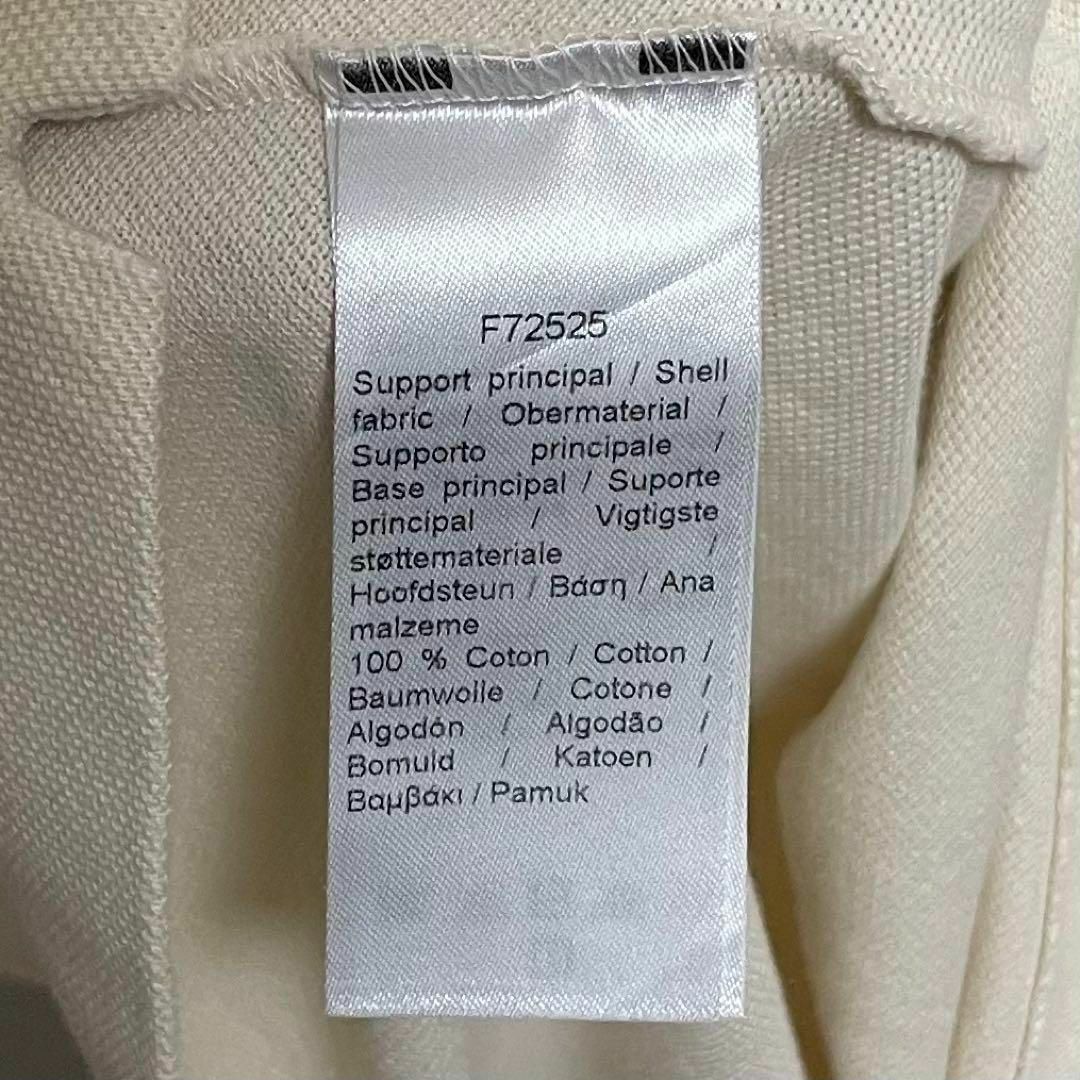 F72525
Support principal / Shell
fabric / Obermaterial /
Supporto principale /
Base principal / Suporte
principal / Vigtigste
støttemateriale /
Hoofdsteun / Βάση / Ana
malzeme
100 % Coton / Cotton /
Baumwolle / Cotone /
Algodón / Algodão /
Bomuld / Katoen /
Βαμβάκι / Pamuk